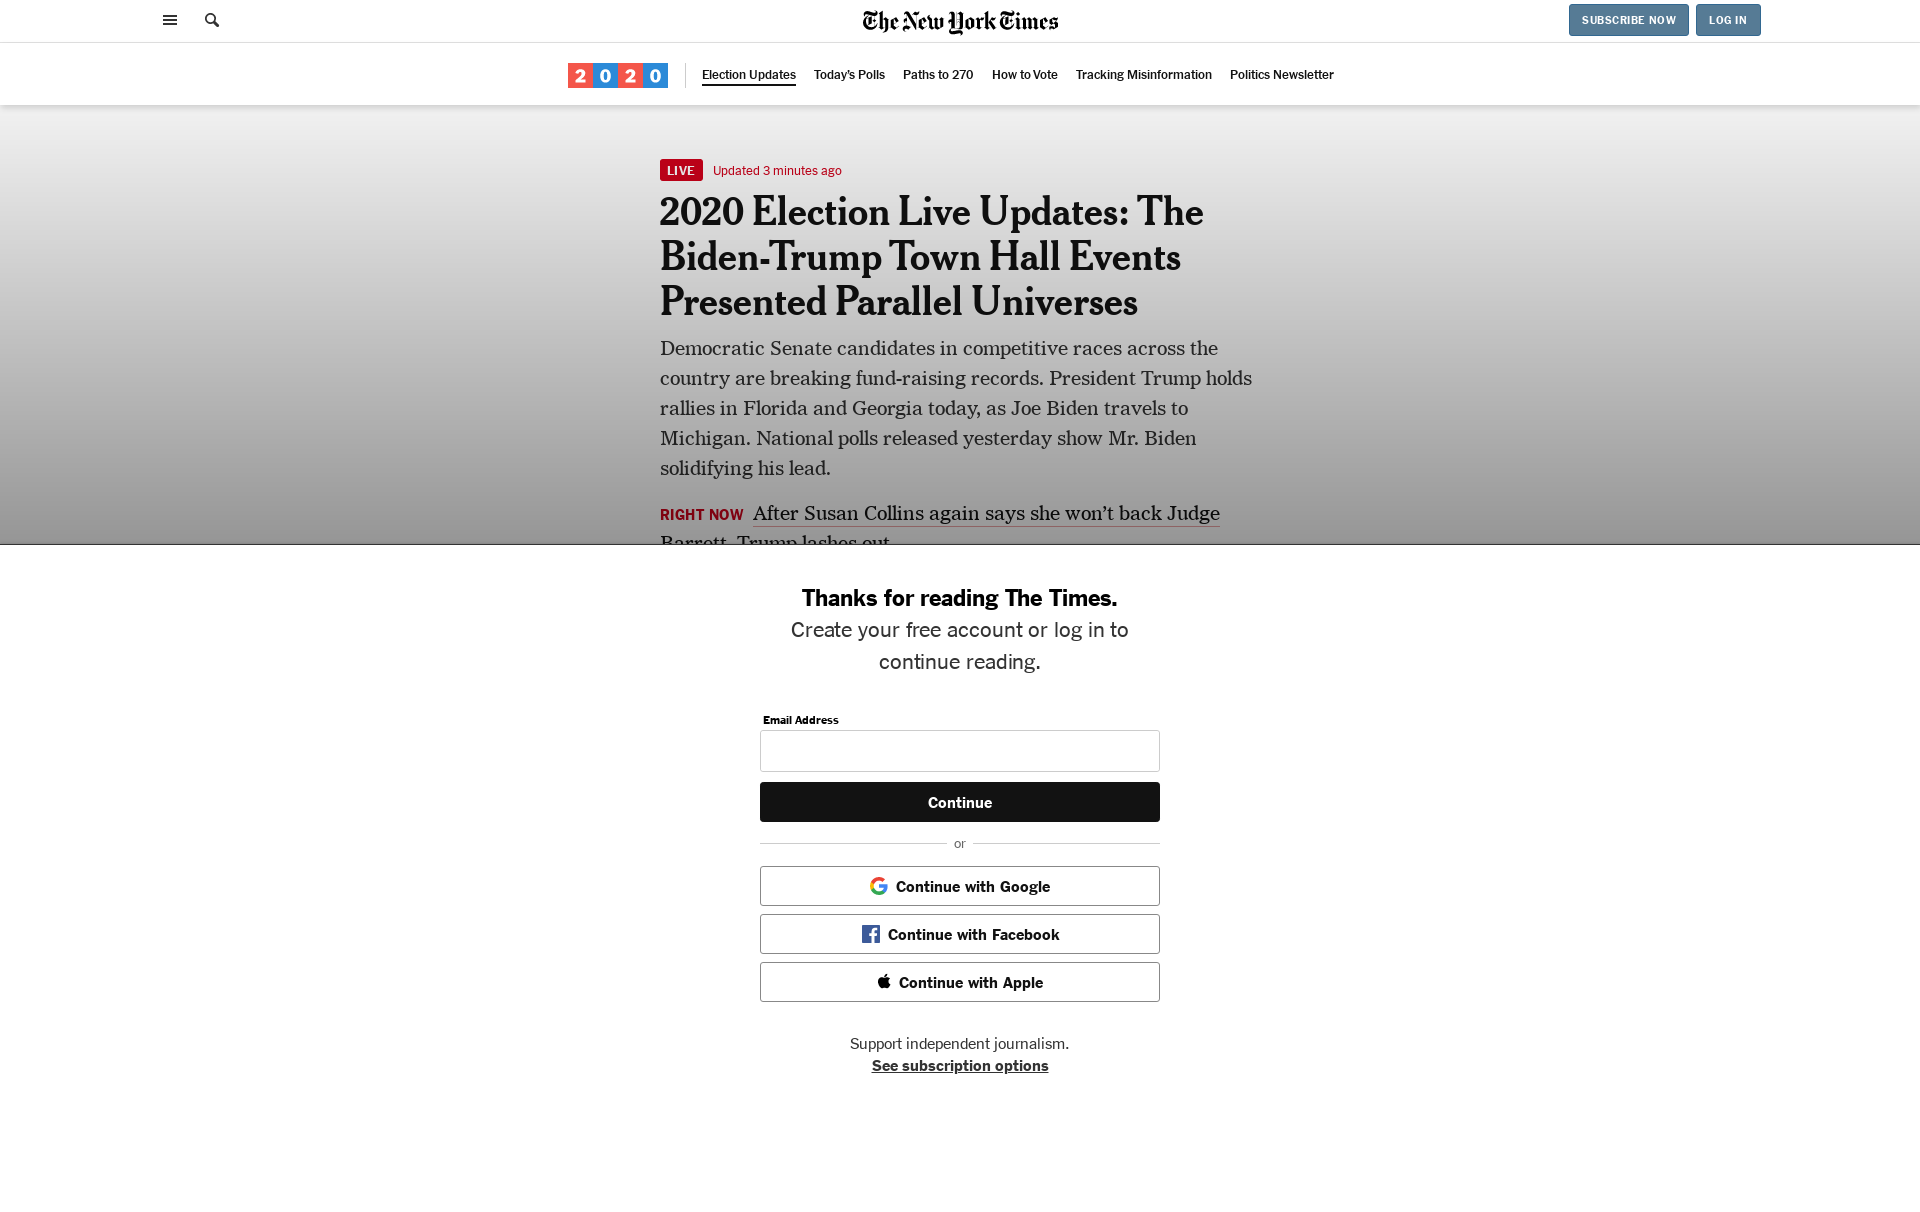 The New York Times
SUBSCRIBE NOW
LOG IN
2020
Election Updates
Today's Polls
Paths to 270
How to Vote
Tracking Misinformation
Politics Newsletter
LIVE Updated 3 minutes ago
2020 Election Live Updates: The
Biden-Trump Town Hall Events
Presented Parallel Universes
Democratic Senate candidates in competitive races across the
country are breaking fund-raising records. President Trump holds
rallies in Florida and Georgia today, as Joe Biden travels to
Michigan. National polls released yesterday show Mr. Biden
solidifying his lead.
RIGHT NOW After Susan Collins again says she won’t back Judge
Barrett, Trump lashes out.
Thanks for reading The Times.
Create your free account or log in to
continue reading.
Email Address
Continue
or
Continue with Google
Continue with Facebook
Continue with Apple
Support independent journalism.
See subscription options